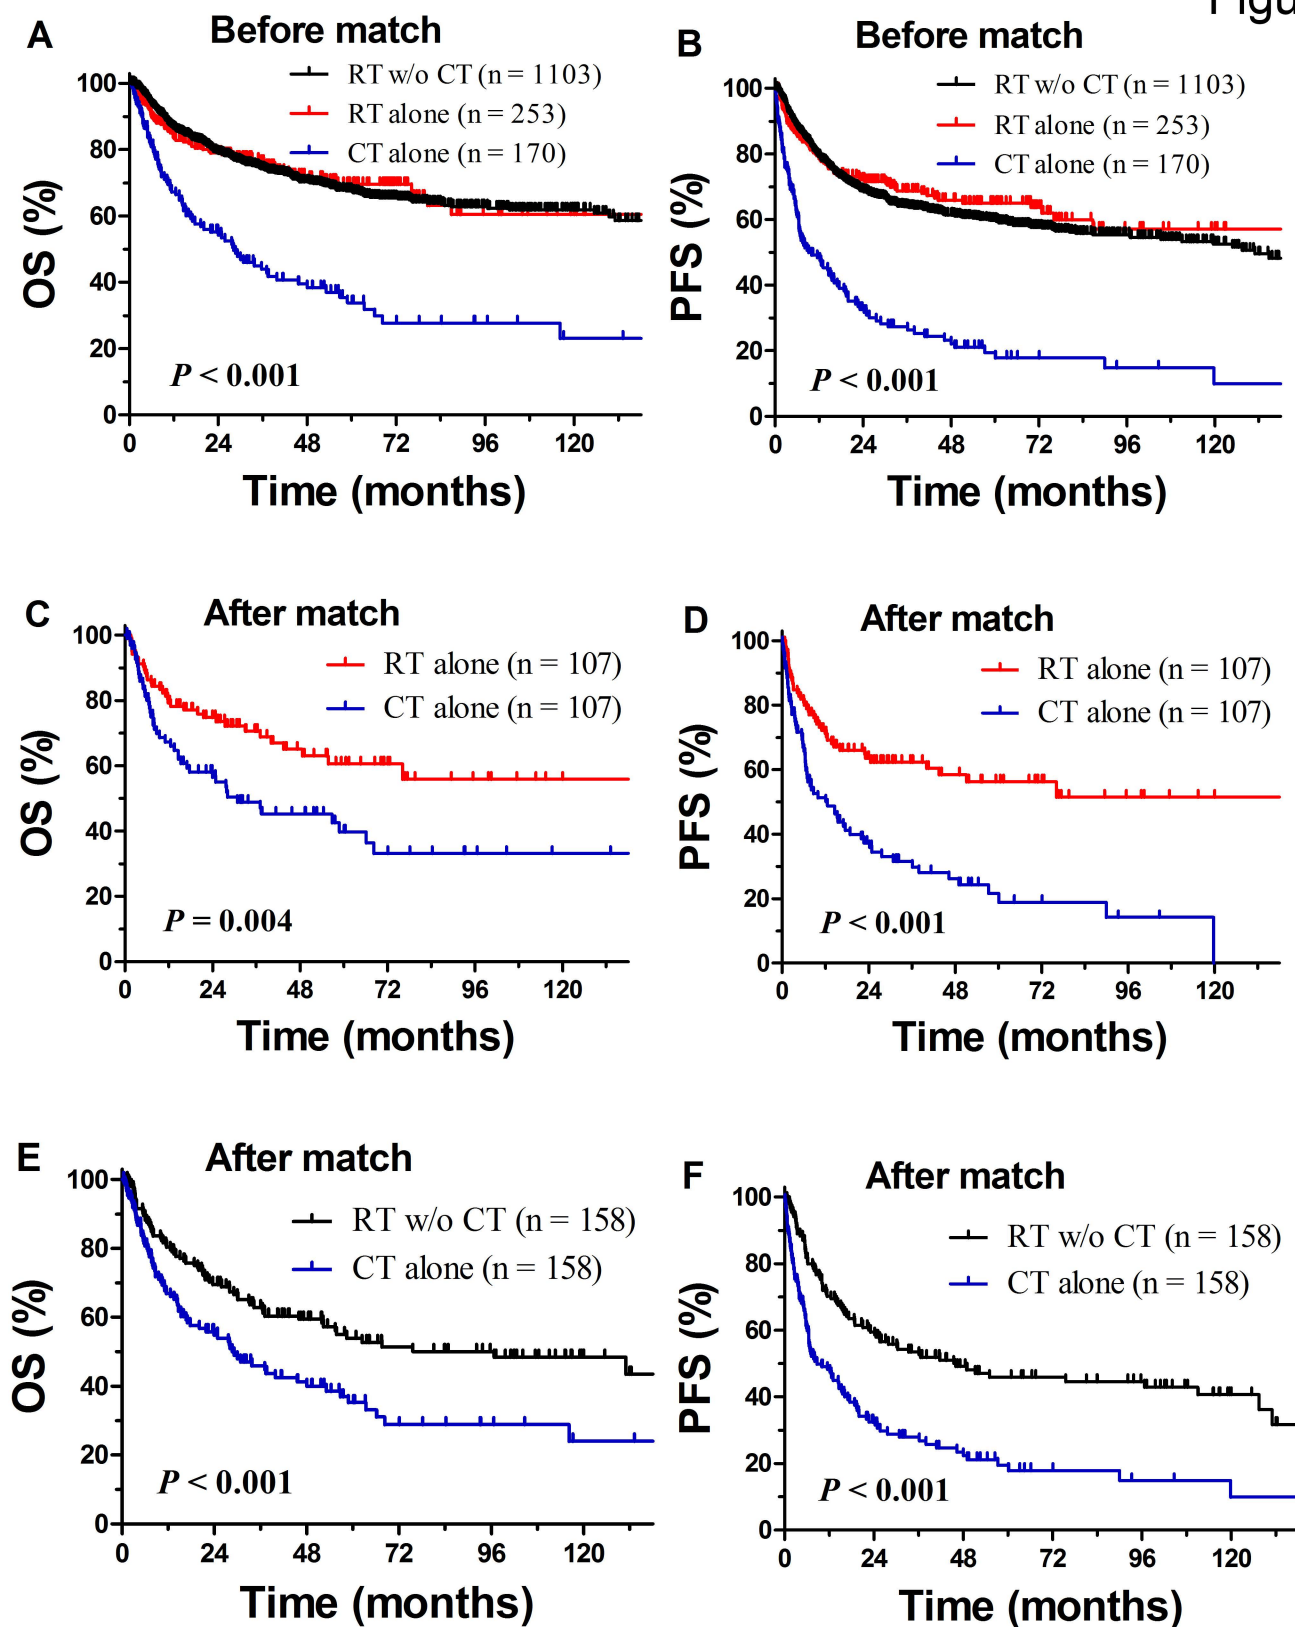 Figu
A
Before match
RT w/o CT (n = 1103)
RT alone (n = 253)
CT alone (n = 170)
100
80
60
40
20
0
OS (%)
P < 0.001
0 24 48 72 96 120
Time (months)
B
Before match
RT w/o CT (n = 1103)
RT alone (n = 253)
CT alone (n = 170)
100
80
60
40
20
0
PFS (%)
P < 0.001
0 24 48 72 96 120
Time (months)
C
After match
RT alone (n = 107)
CT alone (n = 107)
100
80
60
40
20
0
OS (%)
P = 0.004
0 24 48 72 96 120
Time (months)
D
After match
RT alone (n = 107)
CT alone (n = 107)
100
80
60
40
20
0
PFS (%)
P < 0.001
0 24 48 72 96 120
Time (months)
E
After match
RT w/o CT (n = 158)
CT alone (n = 158)
100
80
60
40
20
0
OS (%)
P < 0.001
0 24 48 72 96 120
Time (months)
F
After match
RT w/o CT (n = 158)
CT alone (n = 158)
100
80
60
40
20
0
PFS (%)
P < 0.001
0 24 48 72 96 120
Time (months)